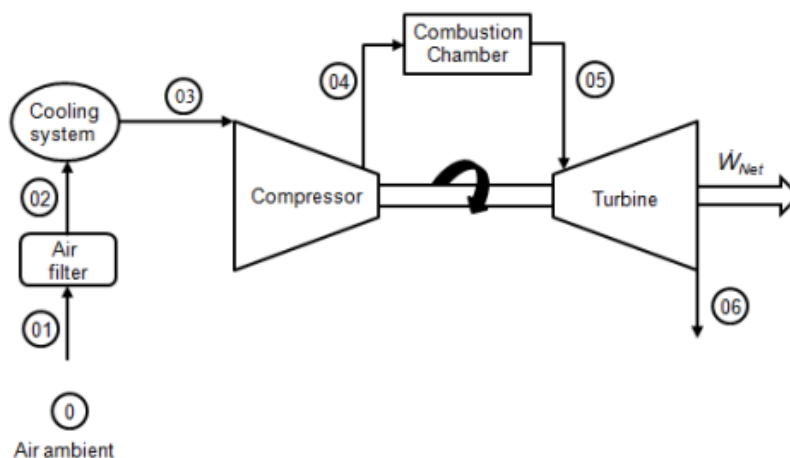 Combustion
Chamber
04
05
03
Cooling
system
Ẇ_Net
Compressor
Turbine
02
Air
filter
06
01
0
Air ambient